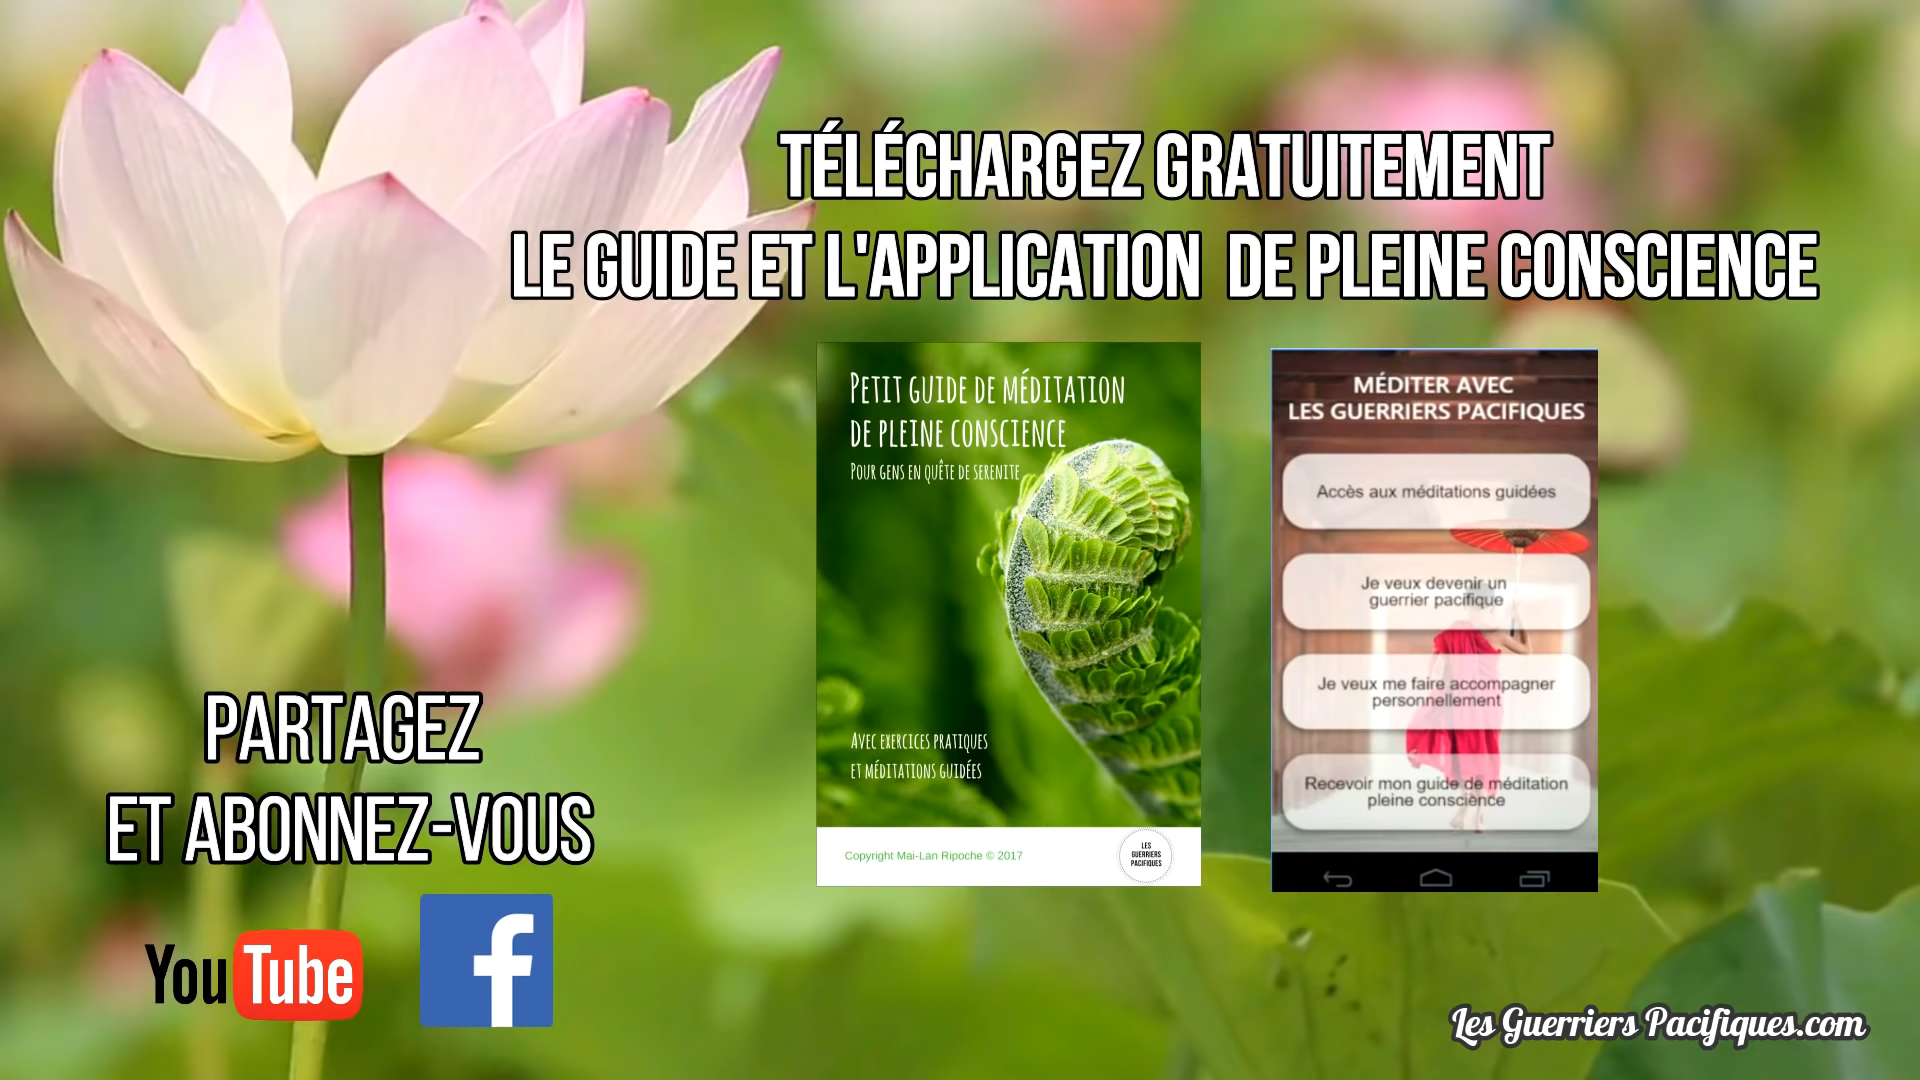 TÉLÉCHARGEZ GRATUITEMENT
LE GUIDE ET L'APPLICATION DE PLEINE CONSCIENCE
PETIT GUIDE DE MÉDITATION
DE PLEINE CONSCIENCE
POUR GENS EN QUÊTE DE SERENITE
AVEC EXERCICES PRATIQUES
ET MÉDITATIONS GUIDÉES
Copyright Mai-Lan Ripoche © 2017
LES
GUERRIERS
PACIFIQUES
MÉDITER AVEC
LES GUERRIERS PACIFIQUES
Accès aux méditations guidées
Je veux devenir un
guerrier pacifique
Je veux me faire accompagner
personnellement
Recevoir mon guide de méditation
pleine conscience
PARTAGEZ
ET ABONNEZ-VOUS
YouTube
f
Les Guerriers Pacifiques.com